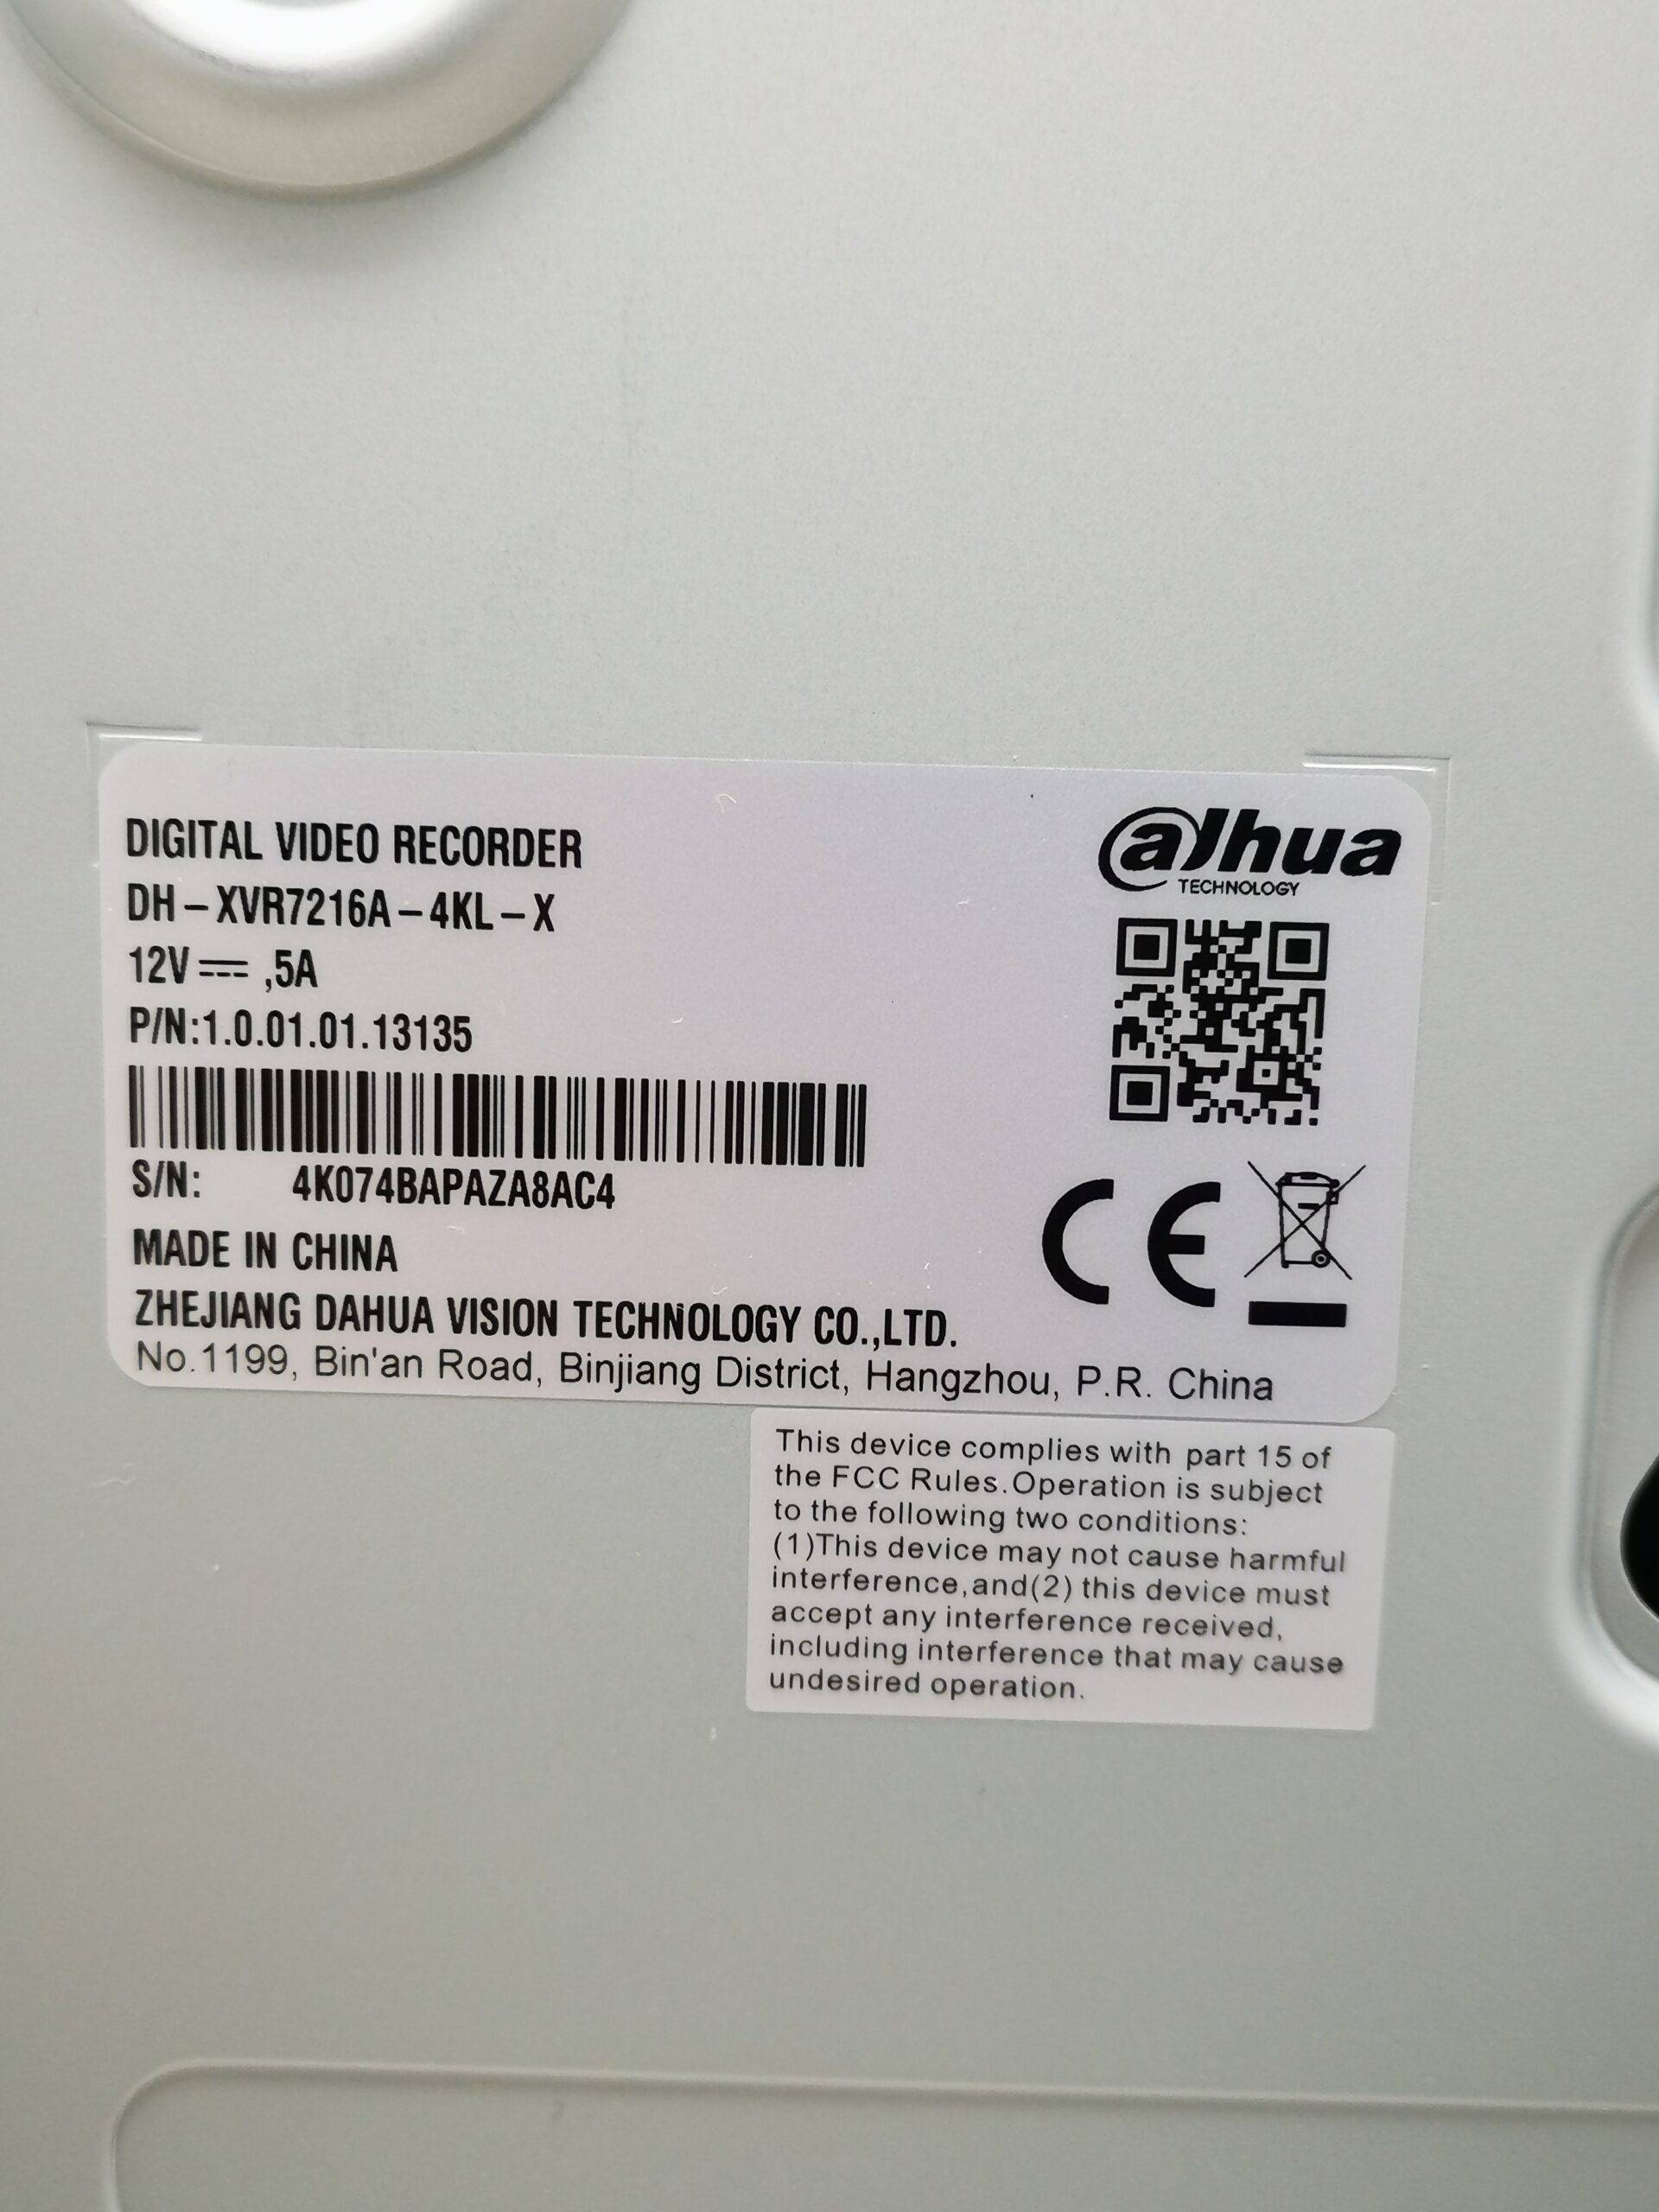 DIGITAL VIDEO RECORDER
DH-XVR7216A-4KL-X
12V⎓,5A
P/N:1.0.01.01.13135
S/N: 4K074BAPAZA8AC4
MADE IN CHINA
ZHEJIANG DAHUA VISION TECHNOLOGY CO.,LTD.
No.1199, Bin'an Road, Binjiang District, Hangzhou, P.R. China
alhua
TECHNOLOGY
CE
This device complies with part 15 of
the FCC Rules.Operation is subject
to the following two conditions:
(1)This device may not cause harmful
interference,and(2) this device must
accept any interference received,
including interference that may cause
undesired operation.